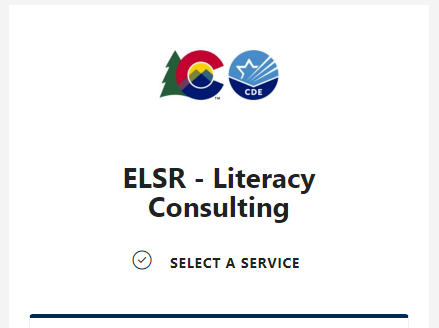 CDE
ELSR - Literacy
Consulting
SELECT A SERVICE